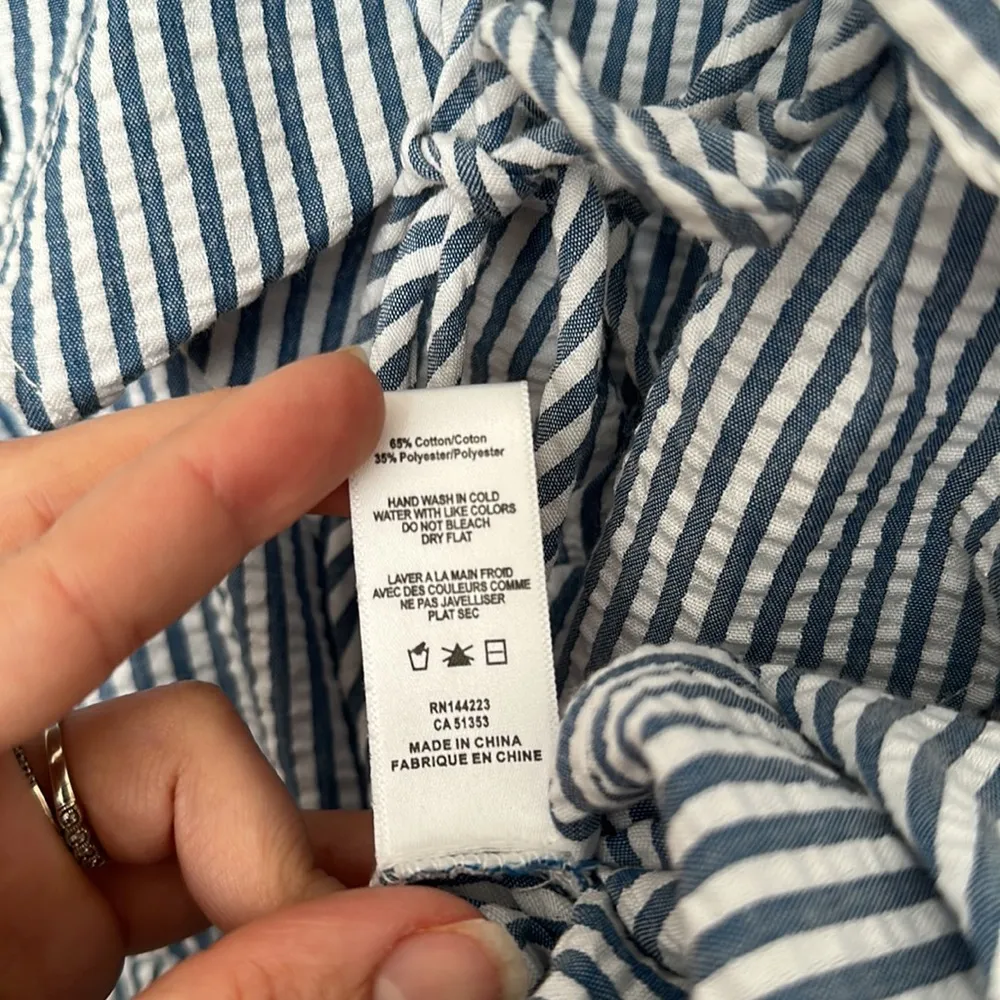 65% Cotton/Coton
35% Polyester/Polyester
HAND WASH IN COLD
WATER WITH LIKE COLORS
DO NOT BLEACH
DRY FLAT
LAVER A LA MAIN FROID
AVEC DES COULEURS COMME
NE PAS JAVELLISER
PLAT SEC
RN144223
CA 51353
MADE IN CHINA
FABRIQUE EN CHINE